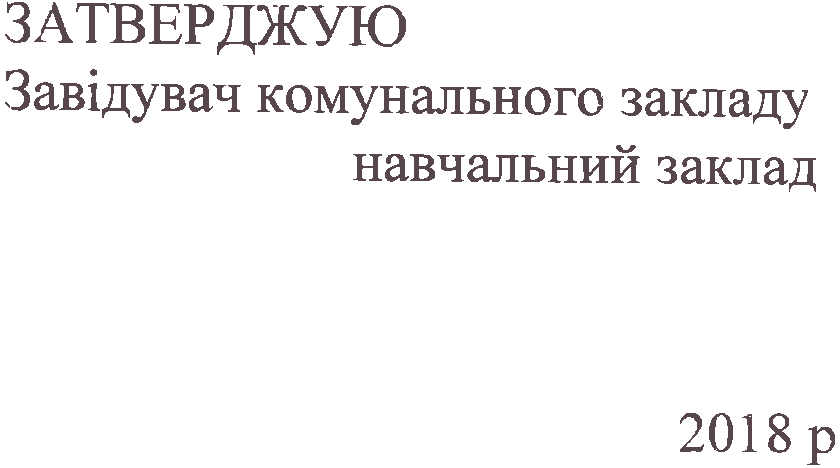 ЗАТВЕРДЖУЮ
Завідувач комунального закладу
навчальний заклад
2018 р